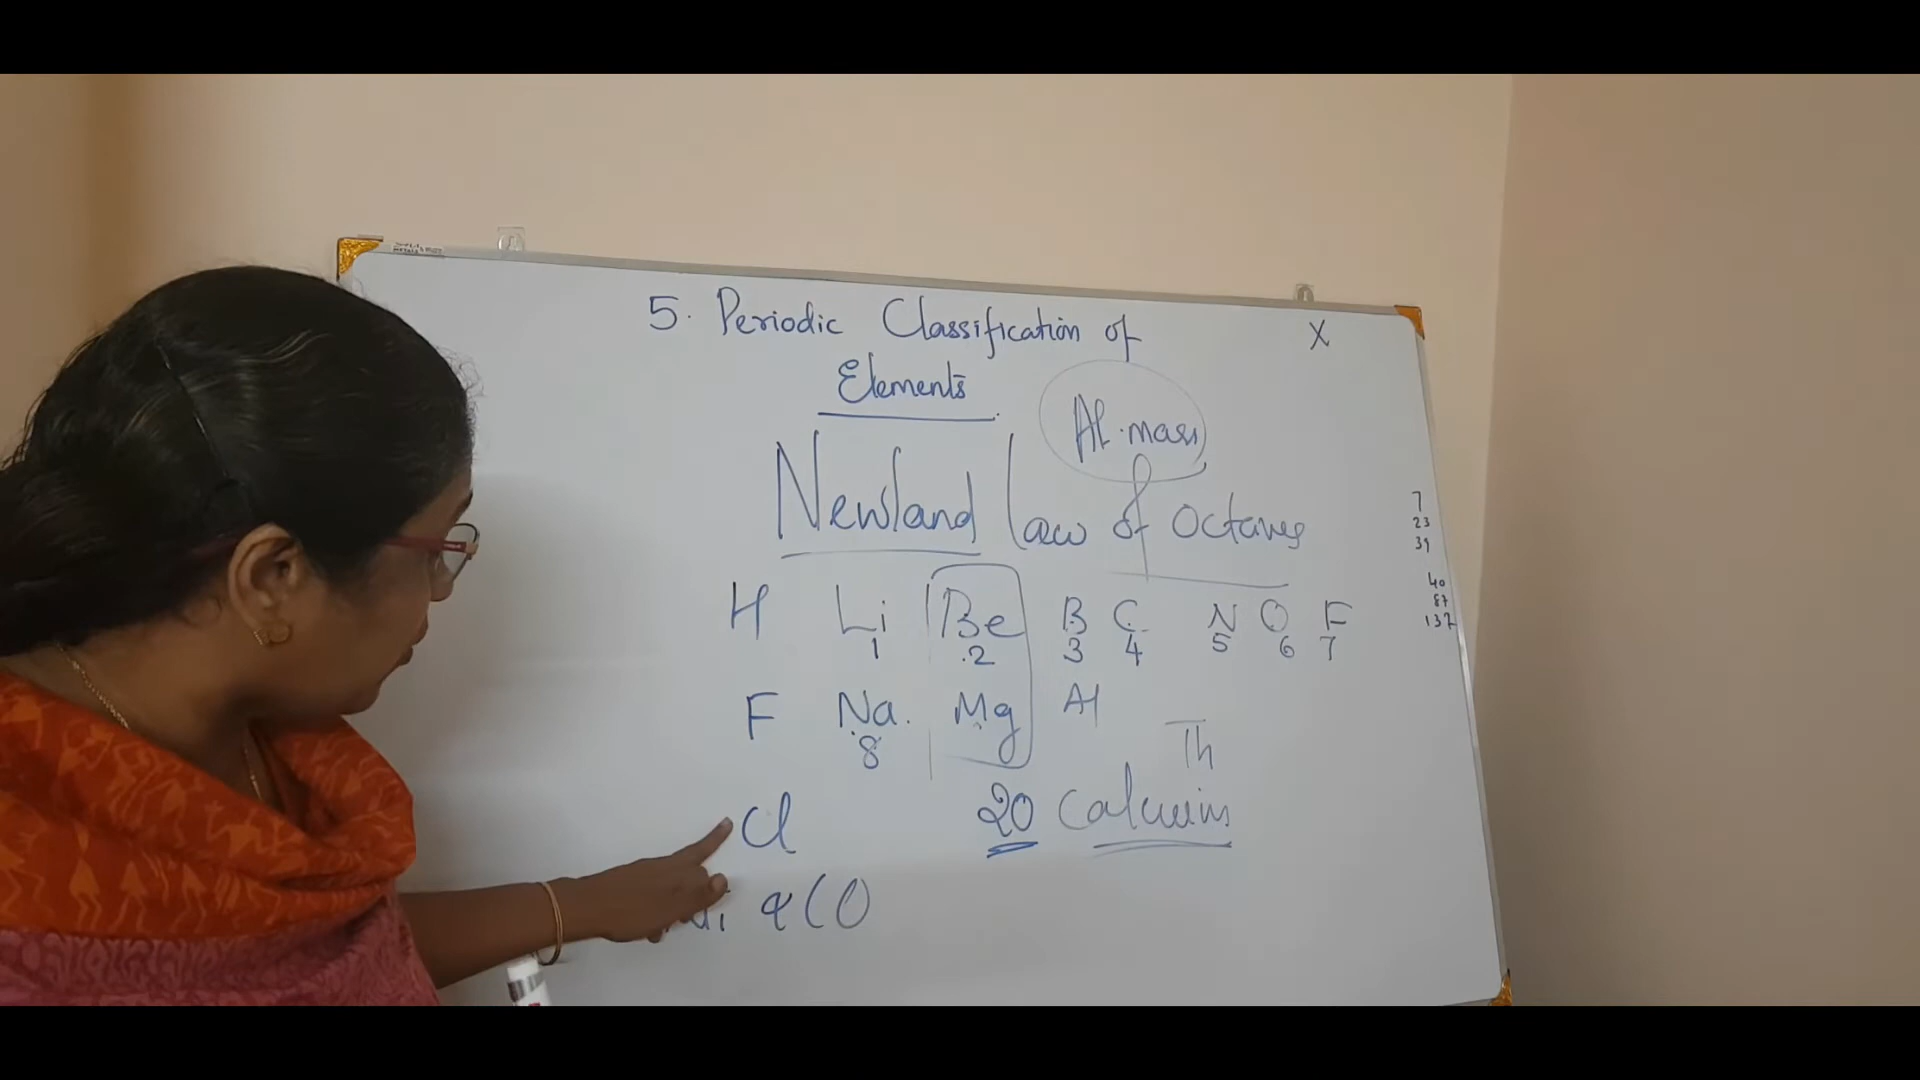 5. Periodic Classification of
X
Elements
At. mass
Newland Law of Octaves
7
23
39
40
87
137
H Li Be B C N O F
1 2 3 4 5 6 7
F Na. Mg Al
8
Th
Cl 20 Calcuim